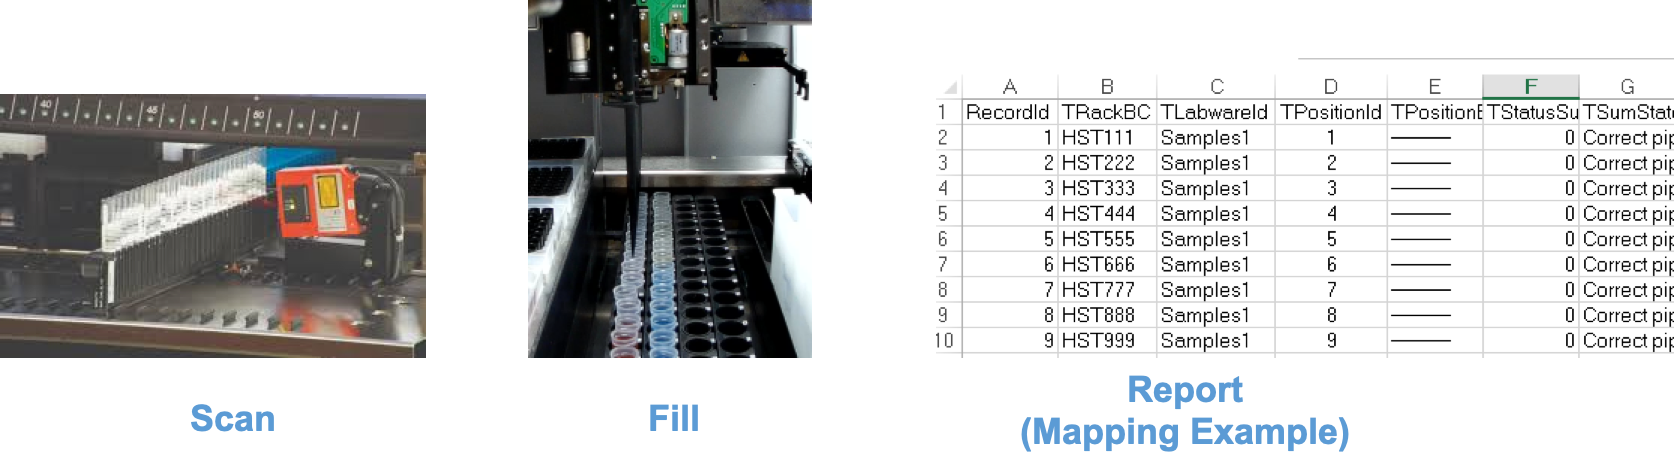 40 45 50
A B C D E F G
1 RecordId TRackBC TLabwareId TPositionId TPositionE TStatusSu TSumState
2 1 HST111 Samples1 1 ——— 0 Correct pip
3 2 HST222 Samples1 2 ——— 0 Correct pip
4 3 HST333 Samples1 3 ——— 0 Correct pip
5 4 HST444 Samples1 4 ——— 0 Correct pip
6 5 HST555 Samples1 5 ——— 0 Correct pip
7 6 HST666 Samples1 6 ——— 0 Correct pip
8 7 HST777 Samples1 7 ——— 0 Correct pip
9 8 HST888 Samples1 8 ——— 0 Correct pip
10 9 HST999 Samples1 9 ——— 0 Correct pip
Scan
Fill
Report
(Mapping Example)